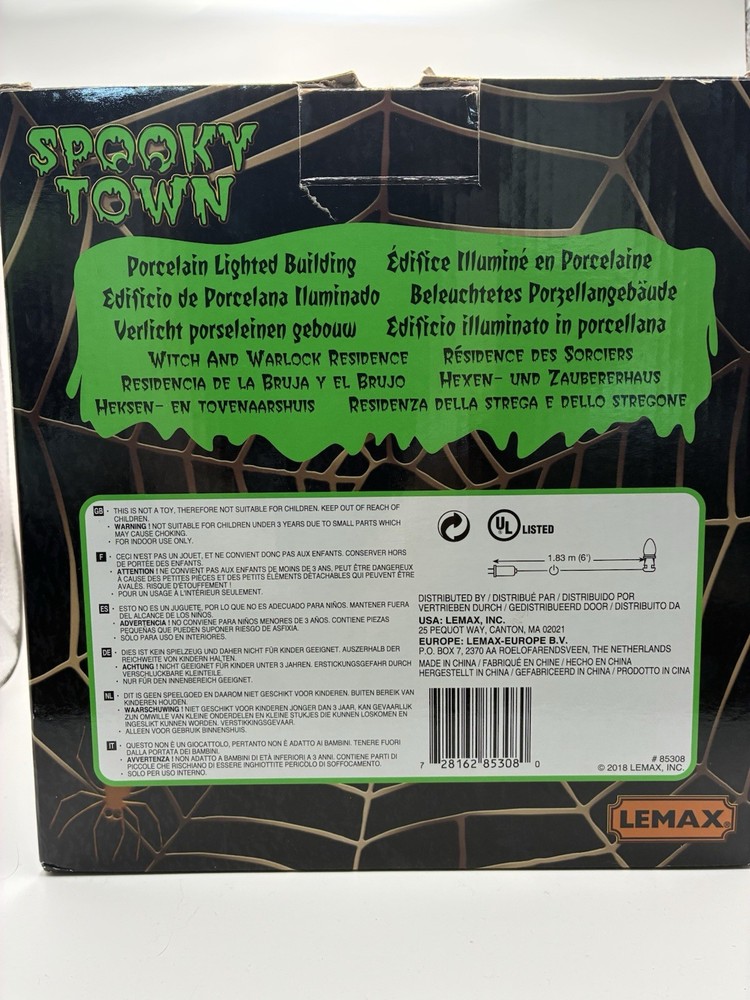 SPOOKY
TOWN
Porcelain Lighted Building Édifice Illuminé en Porcelaine
Edificio de Porcelana Iluminado Beleuchtetes Porzellangebäude
Verlicht porseleinen gebouw Edificio illuminato in porcellana
Witch And Warlock Residence Résidence des Sorciers
Residencia de la Bruja y el Brujo Hexen- und Zaubererhaus
Heksen- en tovenaarshuis Residenza della strega e dello stregone
GB · THIS IS NOT A TOY, THEREFORE NOT SUITABLE FOR CHILDREN. KEEP OUT OF REACH OF
CHILDREN.
· WARNING ! NOT SUITABLE FOR CHILDREN UNDER 3 YEARS DUE TO SMALL PARTS WHICH
MAY CAUSE CHOKING.
· FOR INDOOR USE ONLY.
F · CECI N'EST PAS UN JOUET, ET NE CONVIENT DONC PAS AUX ENFANTS. CONSERVER HORS
DE PORTÉE DES ENFANTS.
· ATTENTION ! NE CONVIENT PAS AUX ENFANTS DE MOINS DE 3 ANS, PEUT ÊTRE DANGEREUX
À CAUSE DES PETITES PIÈCES ET DES PETITS ÉLÉMENTS DÉTACHABLES QUI PEUVENT ÊTRE
AVALÉS. RISQUE D'ÉTOUFFEMENT !
· POUR UN USAGE À L'INTÉRIEUR SEULEMENT.
ES · ESTO NO ES UN JUGUETE, POR LO QUE NO ES ADECUADO PARA NIÑOS. MANTENER FUERA
DEL ALCANCE DE LOS NIÑOS.
· ADVERTENCIA ! NO CONVIENE PARA NIÑOS MENORES DE 3 AÑOS. CONTIENE PIEZAS
PEQUEÑAS QUE PUEDEN SUPONER RIESGO DE ASFIXIA.
· SÓLO PARA USO EN INTERIORES.
DE · DIES IST KEIN SPIELZEUG UND DAHER NICHT FÜR KINDER GEEIGNET. AUSZERHALB DER
REICHWEITE VON KINDERN HALTEN.
· ACHTUNG ! NICHT GEEIGNET FÜR KINDER UNTER 3 JAHREN. ERSTICKUNGSGEFAHR DURCH
VERSCHLUCKBARE KLEINTEILE.
· NUR FÜR DEN INNENBEREICH GEEIGNET.
NL · DIT IS GEEN SPEELGOED EN DAAROM NIET GESCHIKT VOOR KINDEREN. BUITEN BEREIK VAN
KINDEREN HOUDEN.
· WAARSCHUWING ! NIET GESCHIKT VOOR KINDEREN JONGER DAN 3 JAAR, KAN GEVAARLIJK
ZIJN OMWILLE VAN KLEINE ONDERDELEN EN KLEINE STUKJES DIE KUNNEN LOSKOMEN EN
INGESLIKT KUNNEN WORDEN. VERSTIKKINGSGEVAAR.
· ALLEEN VOOR GEBRUIK BINNENSHUIS.
IT · QUESTO NON È UN GIOCATTOLO, PERTANTO NON È ADATTO AI BAMBINI. TENERE FUORI
DALLA PORTATA DEI BAMBINI.
· AVVERTENZA ! NON ADATTO A BAMBINI DI ETÀ INFERIORI A 3 ANNI. CONTIENE PARTI DI
PICCOLE CHE RISCHIANO DI ESSERE INGHIOTTITE PERICOLO DI SOFFOCAMENTO.
· SOLO PER USO INTERNO.
UL LISTED
1.83 m (6')
DISTRIBUTED BY / DISTRIBUÉ PAR / DISTRIBUIDO POR
VERTRIEBEN DURCH / GEDISTRIBUEERD DOOR / DISTRIBUITO DA
USA: LEMAX, INC.
25 PEQUOT WAY, CANTON, MA 02021
EUROPE: LEMAX-EUROPE B.V.
P.O. BOX 7, 2370 AA ROELOFARENDSVEEN, THE NETHERLANDS
MADE IN CHINA / FABRIQUÉ EN CHINE / HECHO EN CHINA
HERGESTELLT IN CHINA / GEFABRICEERD IN CHINA / PRODOTTO IN CINA
7 28162 85308 0
# 85308
© 2018 LEMAX, INC.
LEMAX®